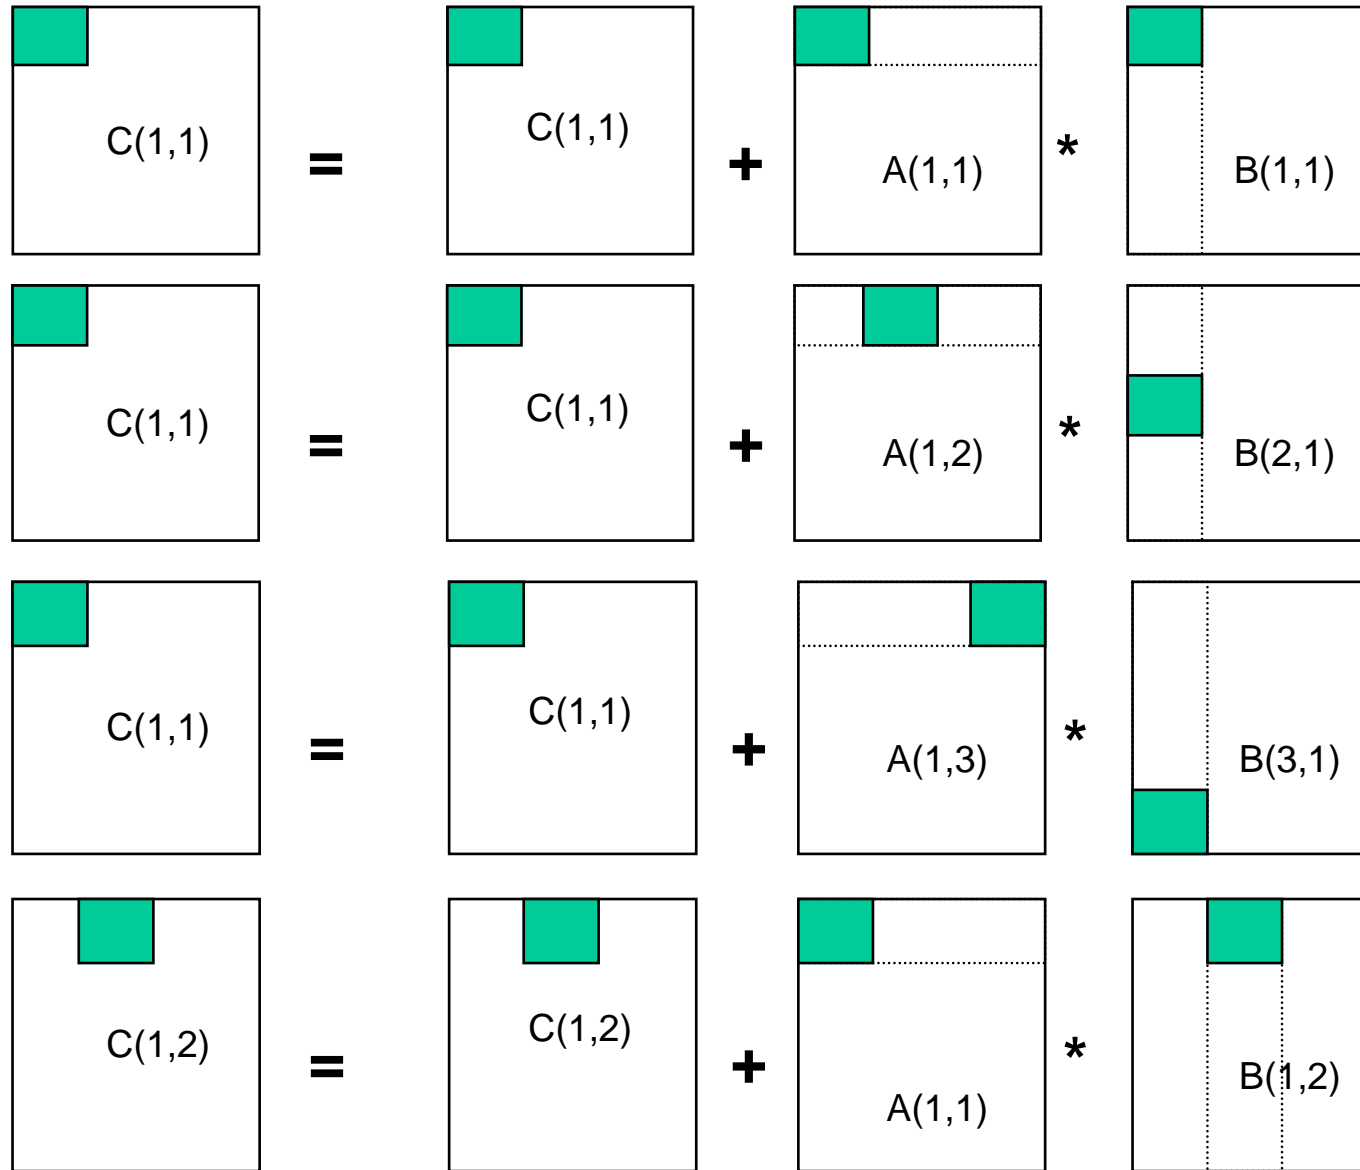 C(1,1) = C(1,1) + A(1,1) * B(1,1)
C(1,1) = C(1,1) + A(1,2) * B(2,1)
C(1,1) = C(1,1) + A(1,3) * B(3,1)
C(1,2) = C(1,2) + A(1,1) * B(1,2)